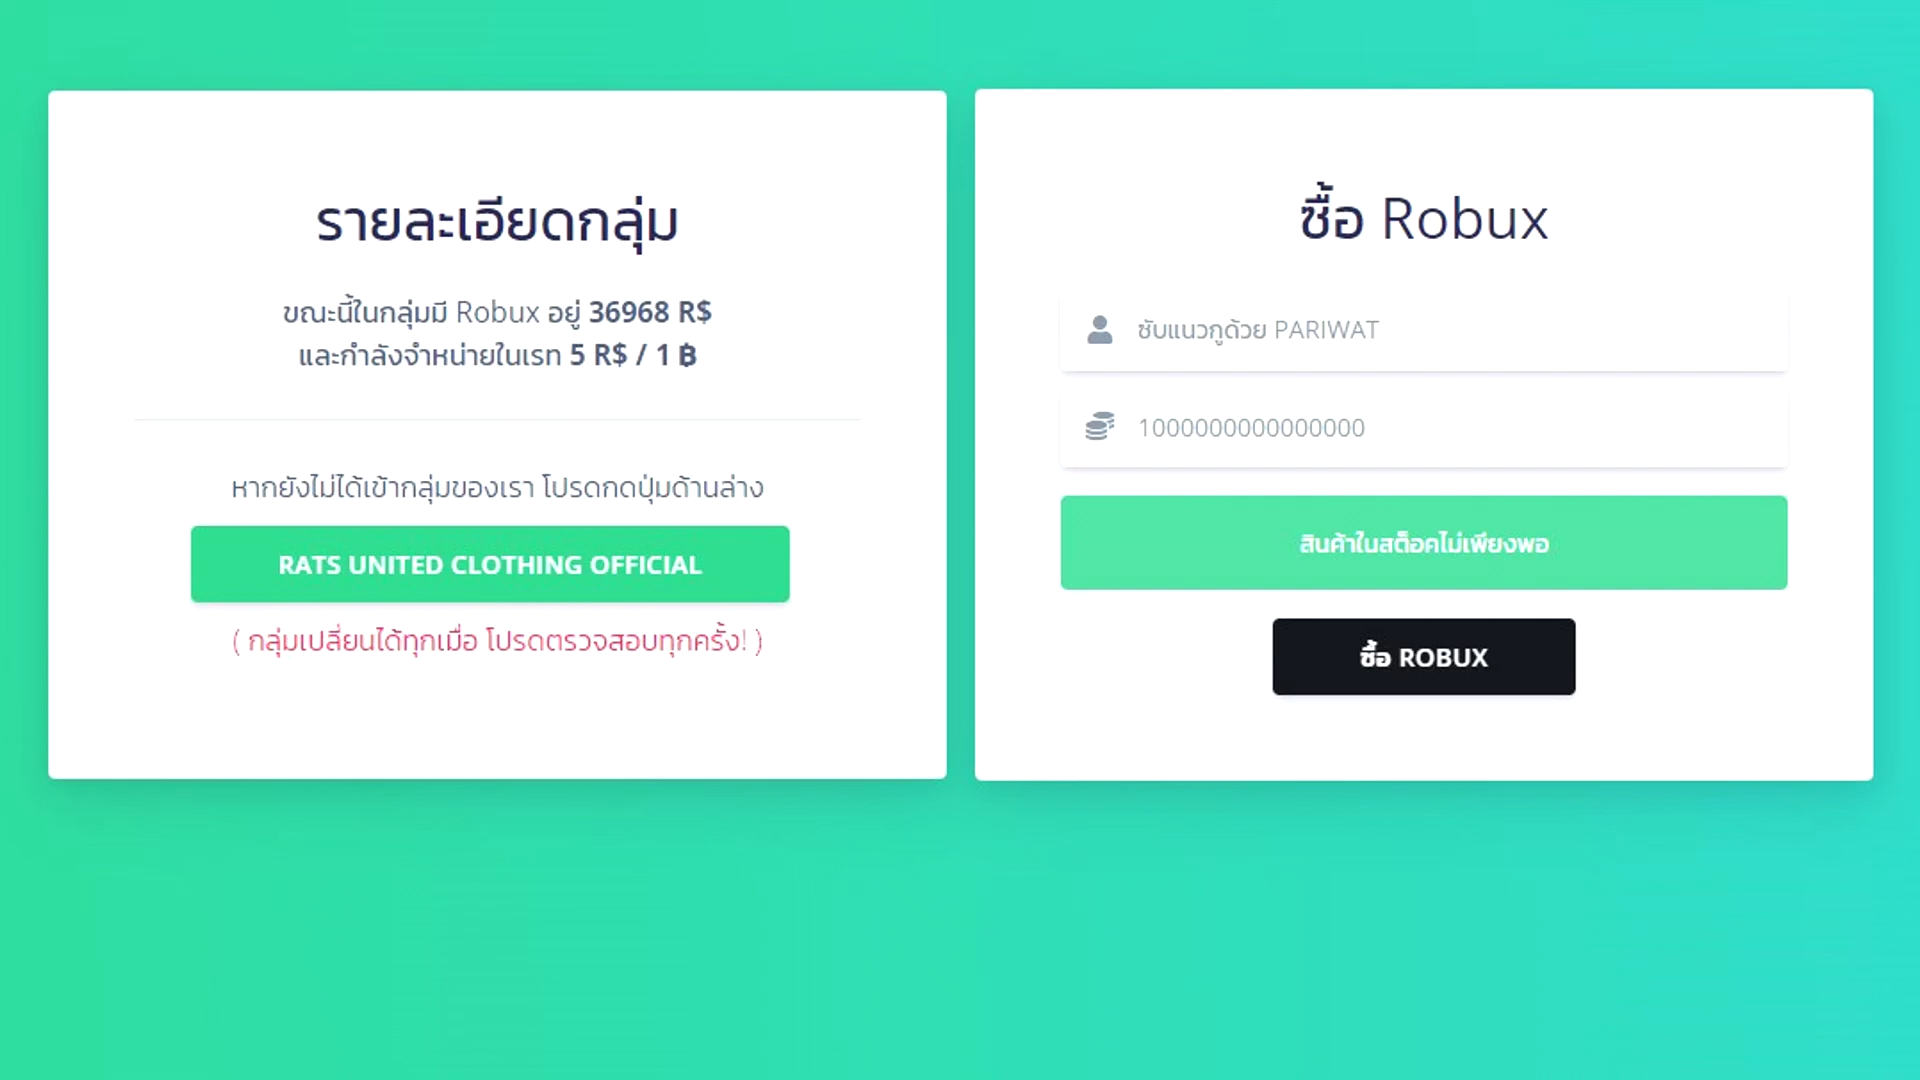 รายละเอียดกลุ่ม
ขณะนี้ในกลุ่มมี Robux อยู่ 36968 R$
และกำลังจำหน่ายในเรท 5 R$ / 1 ฿
หากยังไม่ได้เข้ากลุ่มของเรา โปรดกดปุ่มด้านล่าง
RATS UNITED CLOTHING OFFICIAL
( กลุ่มเปลี่ยนได้ทุกเมื่อ โปรดตรวจสอบทุกครั้ง! )
ซื้อ Robux
ซับแนวกูด้วย PARIWAT
1000000000000000
สินค้าในสต็อคไม่เพียงพอ
ซื้อ ROBUX